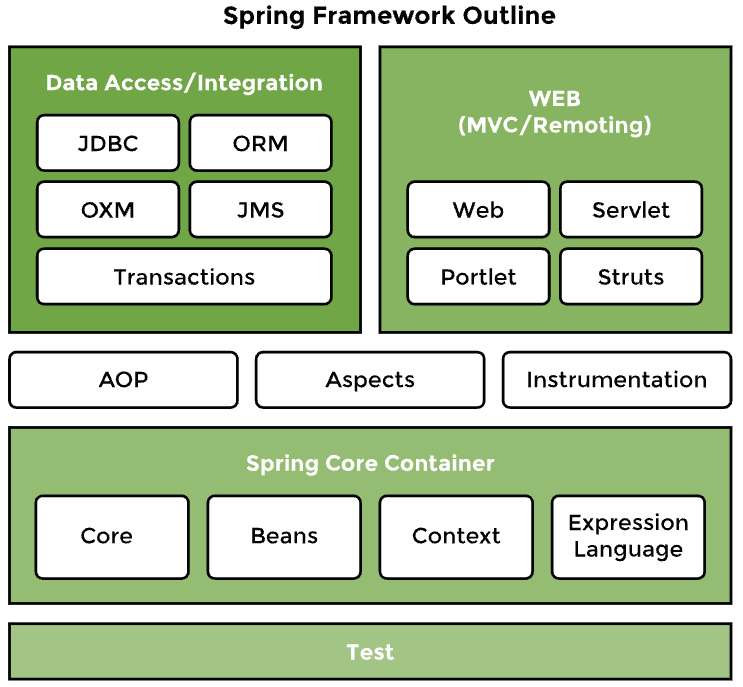 Spring Framework Outline
Data Access/Integration
JDBC
ORM
OXM
JMS
Transactions
WEB
(MVC/Remoting)
Web
Servlet
Portlet
Struts
AOP
Aspects
Instrumentation
Spring Core Container
Core
Beans
Context
Expression
Language
Test